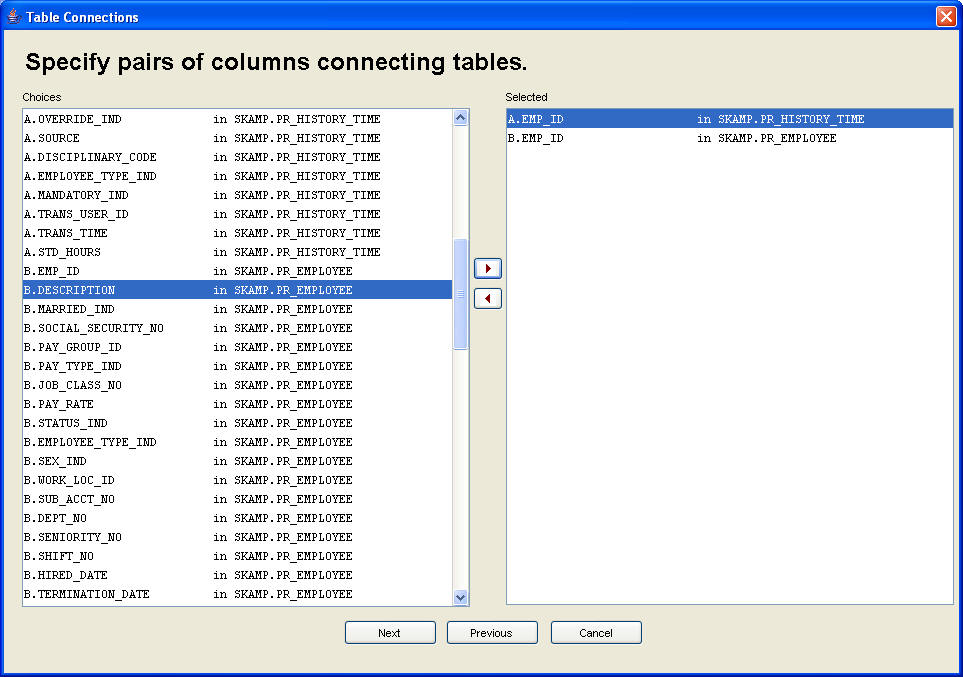 Table Connections
Specify pairs of columns connecting tables.
Choices
A.OVERRIDE_IND in SKAMP.PR_HISTORY_TIME
A.SOURCE in SKAMP.PR_HISTORY_TIME
A.DISCIPLINARY_CODE in SKAMP.PR_HISTORY_TIME
A.EMPLOYEE_TYPE_IND in SKAMP.PR_HISTORY_TIME
A.MANDATORY_IND in SKAMP.PR_HISTORY_TIME
A.TRANS_USER_ID in SKAMP.PR_HISTORY_TIME
A.TRANS_TIME in SKAMP.PR_HISTORY_TIME
A.STD_HOURS in SKAMP.PR_HISTORY_TIME
B.EMP_ID in SKAMP.PR_EMPLOYEE
B.DESCRIPTION in SKAMP.PR_EMPLOYEE
B.MARRIED_IND in SKAMP.PR_EMPLOYEE
B.SOCIAL_SECURITY_NO in SKAMP.PR_EMPLOYEE
B.PAY_GROUP_ID in SKAMP.PR_EMPLOYEE
B.PAY_TYPE_IND in SKAMP.PR_EMPLOYEE
B.JOB_CLASS_NO in SKAMP.PR_EMPLOYEE
B.PAY_RATE in SKAMP.PR_EMPLOYEE
B.STATUS_IND in SKAMP.PR_EMPLOYEE
B.EMPLOYEE_TYPE_IND in SKAMP.PR_EMPLOYEE
B.SEX_IND in SKAMP.PR_EMPLOYEE
B.WORK_LOC_ID in SKAMP.PR_EMPLOYEE
B.SUB_ACCT_NO in SKAMP.PR_EMPLOYEE
B.DEPT_NO in SKAMP.PR_EMPLOYEE
B.SENIORITY_NO in SKAMP.PR_EMPLOYEE
B.SHIFT_NO in SKAMP.PR_EMPLOYEE
B.HIRED_DATE in SKAMP.PR_EMPLOYEE
B.TERMINATION_DATE in SKAMP.PR_EMPLOYEE
Selected
A.EMP_ID in SKAMP.PR_HISTORY_TIME
B.EMP_ID in SKAMP.PR_EMPLOYEE
Next Previous Cancel